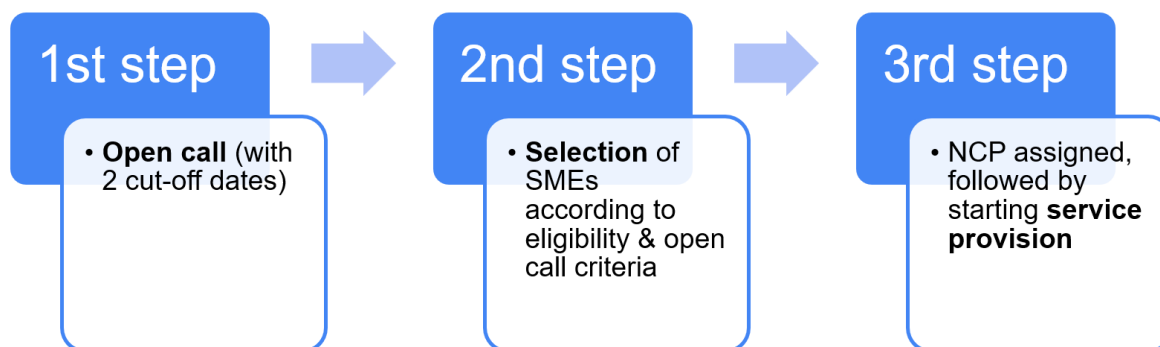 1st step
• Open call (with
2 cut-off dates)
2nd step
• Selection of
SMEs
according to
eligibility & open
call criteria
3rd step
• NCP assigned,
followed by
starting service
provision